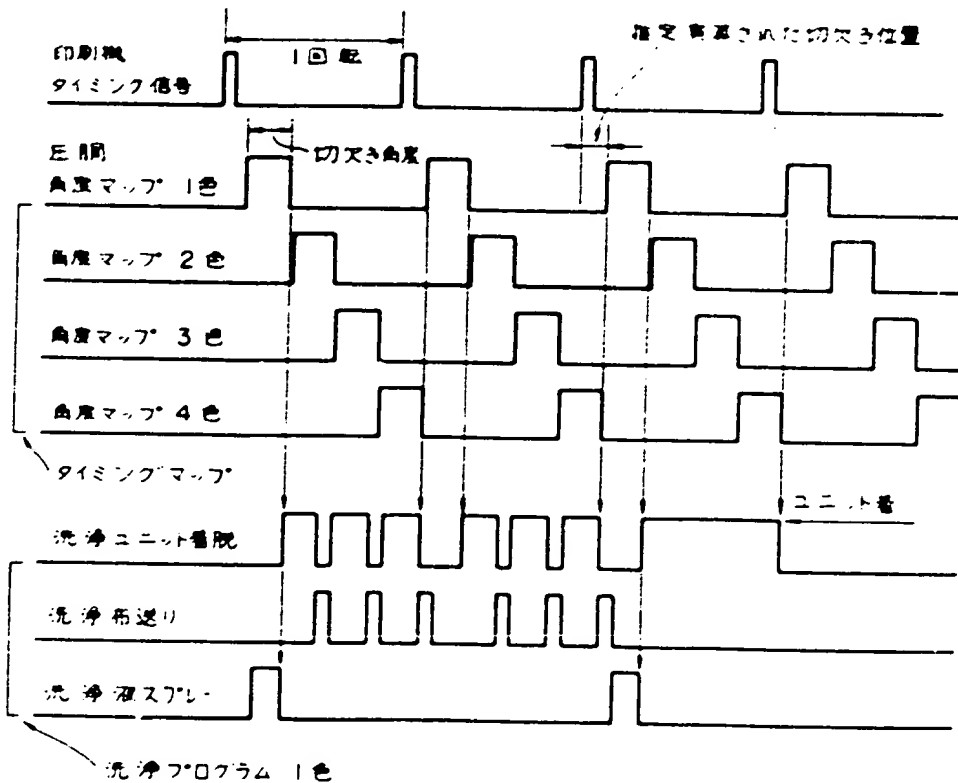 推定計算された切欠き位置
印刷機
タイミング信号
1回転
圧胴
角度マップ 1色
切欠き角度
角度マップ 2色
角度マップ 3色
角度マップ 4色
タイミングマップ
ユニット着
洗浄ユニット着脱
洗浄布送り
洗浄液スプレー
洗浄プログラム 1色